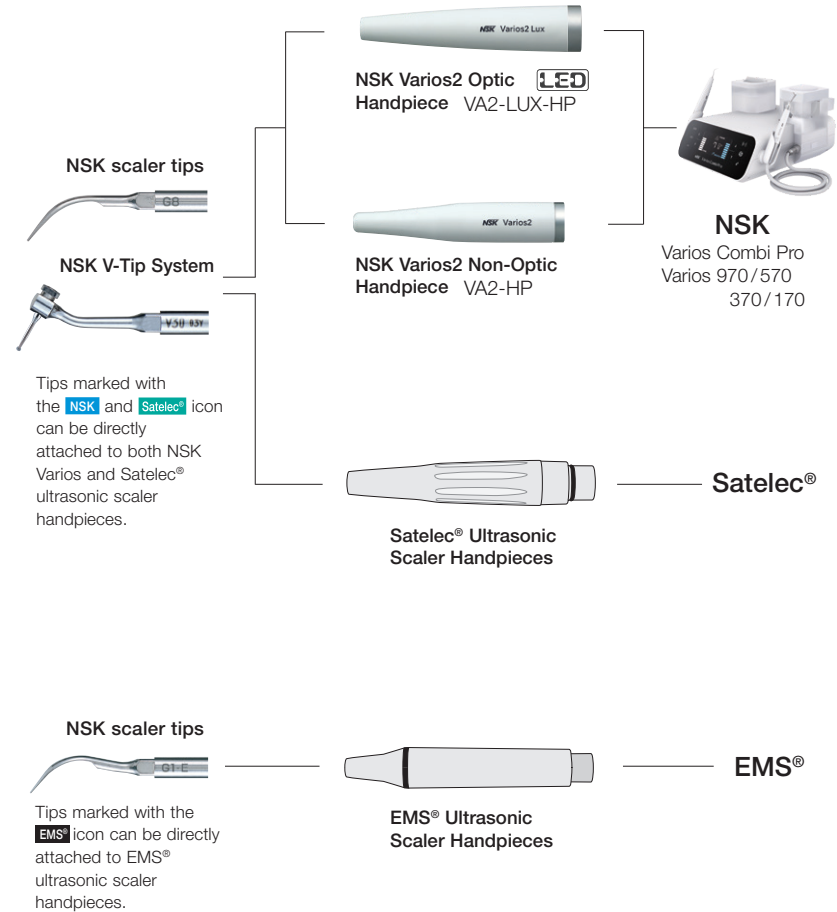 NSK Varios2 Lux
NSK Varios2 Optic LED
Handpiece VA2-LUX-HP
NSK scaler tips
G8
NSK Varios2
NSK
Varios Combi Pro
Varios 970/570
370/170
NSK V-Tip System
NSK Varios2 Non-Optic
Handpiece VA2-HP
Tips marked with
the NSK and Satelec® icon
can be directly
attached to both NSK
Varios and Satelec®
ultrasonic scaler
handpieces.
Satelec®
Satelec® Ultrasonic
Scaler Handpieces
NSK scaler tips
G1-E
EMS®
Tips marked with the
EMS® icon can be directly
attached to EMS®
ultrasonic scaler
handpieces.
EMS® Ultrasonic
Scaler Handpieces